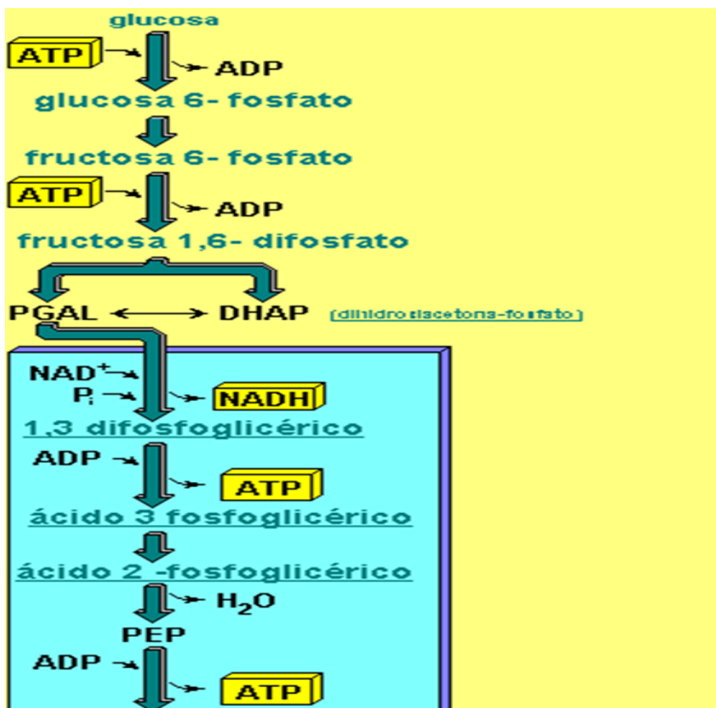 glucosa
ATP
ADP
glucosa 6- fosfato
fructosa 6- fosfato
ATP
ADP
fructosa 1,6- difosfato
PGAL DHAP (dihidroxiacetona-fosfato)
NAD+
Pi
NADH
1,3 difosfoglicérico
ADP
ATP
ácido 3 fosfoglicérico
ácido 2 -fosfoglicérico
H2O
PEP
ADP
ATP